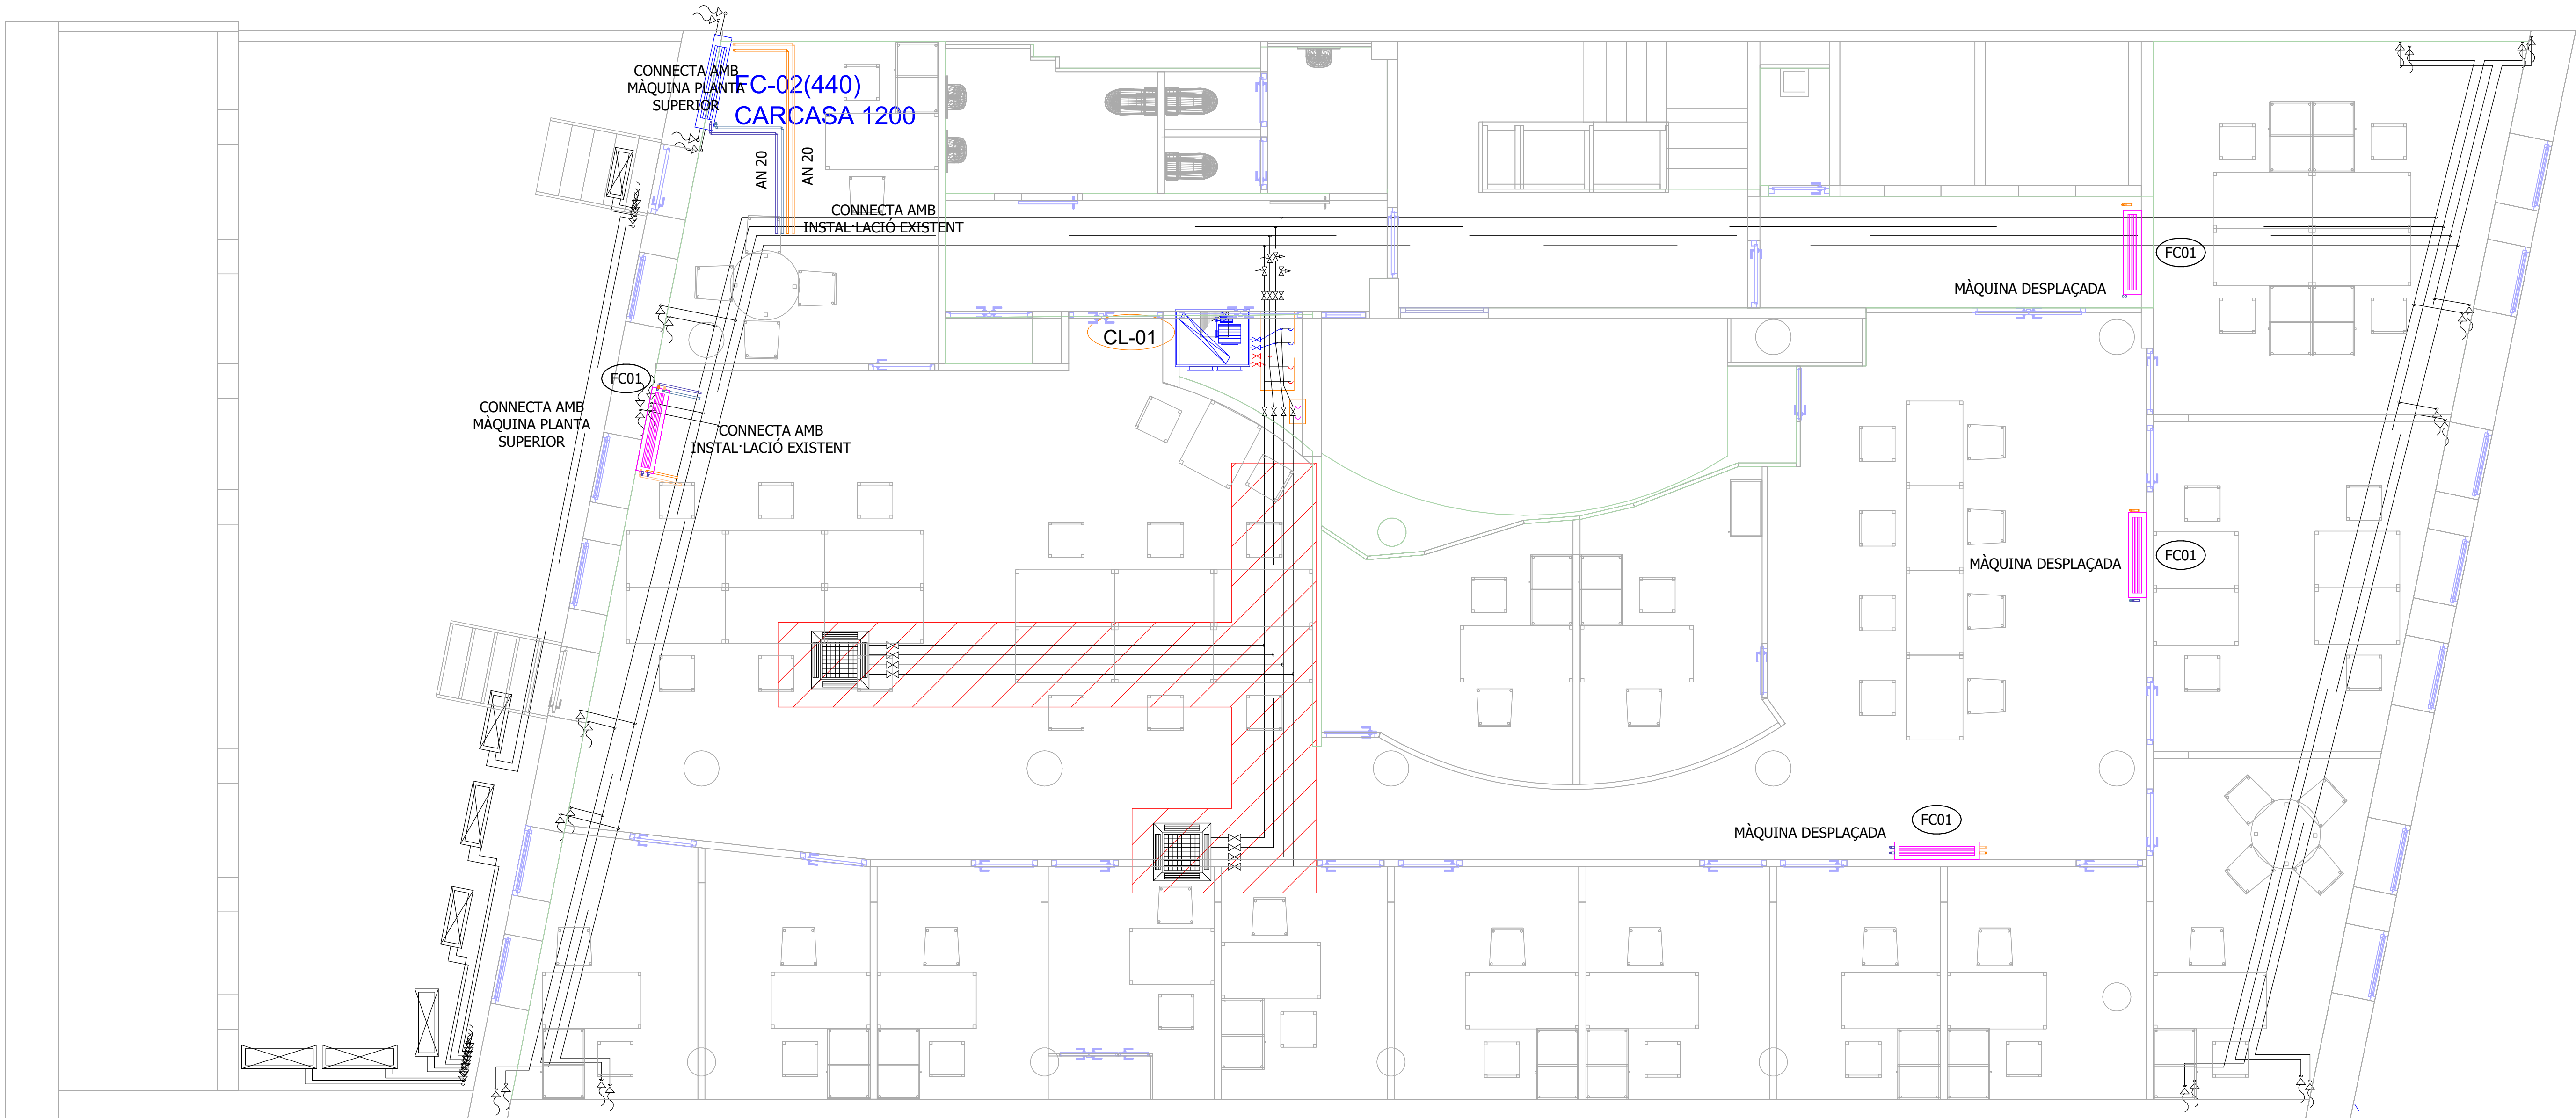 CONNECTA AMB
MÀQUINA PLANTA
SUPERIOR
FC-02(440)
CARCASA 1200
AN 20
AN 20
CONNECTA AMB
INSTAL·LACIÓ EXISTENT
FC01
MÀQUINA DESPLAÇADA
CL-01
FC01
CONNECTA AMB
MÀQUINA PLANTA
SUPERIOR
CONNECTA AMB
INSTAL·LACIÓ EXISTENT
FC01
MÀQUINA DESPLAÇADA
FC01
MÀQUINA DESPLAÇADA